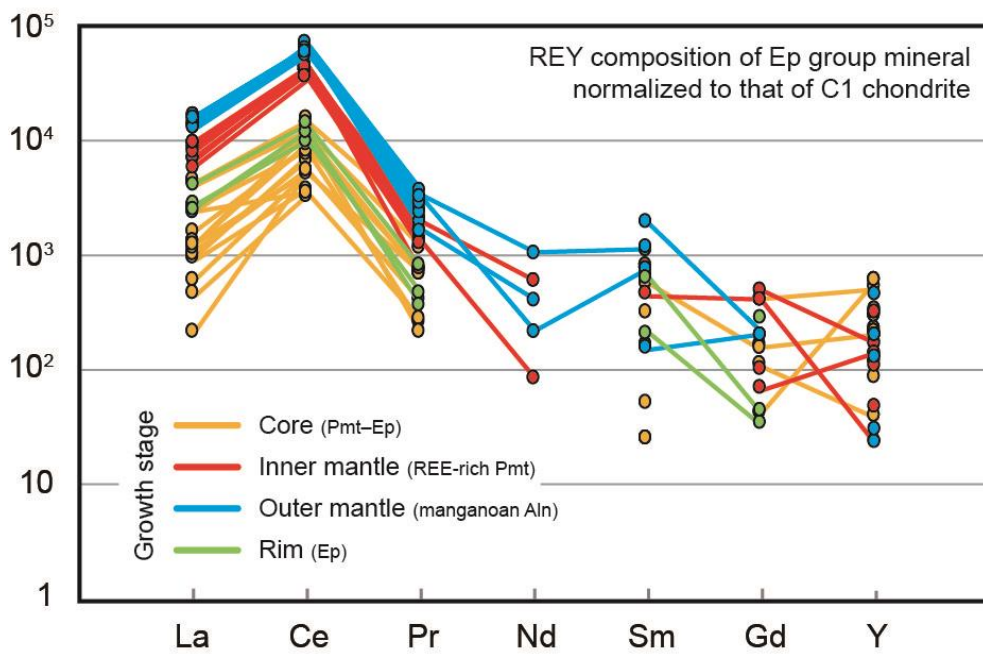 10⁵
10⁴
10³
10²
10
1
REY composition of Ep group mineral
normalized to that of C1 chondrite
Growth stage
Core (Pmt–Ep)
Inner mantle (REE-rich Pmt)
Outer mantle (manganoan Aln)
Rim (Ep)
La Ce Pr Nd Sm Gd Y